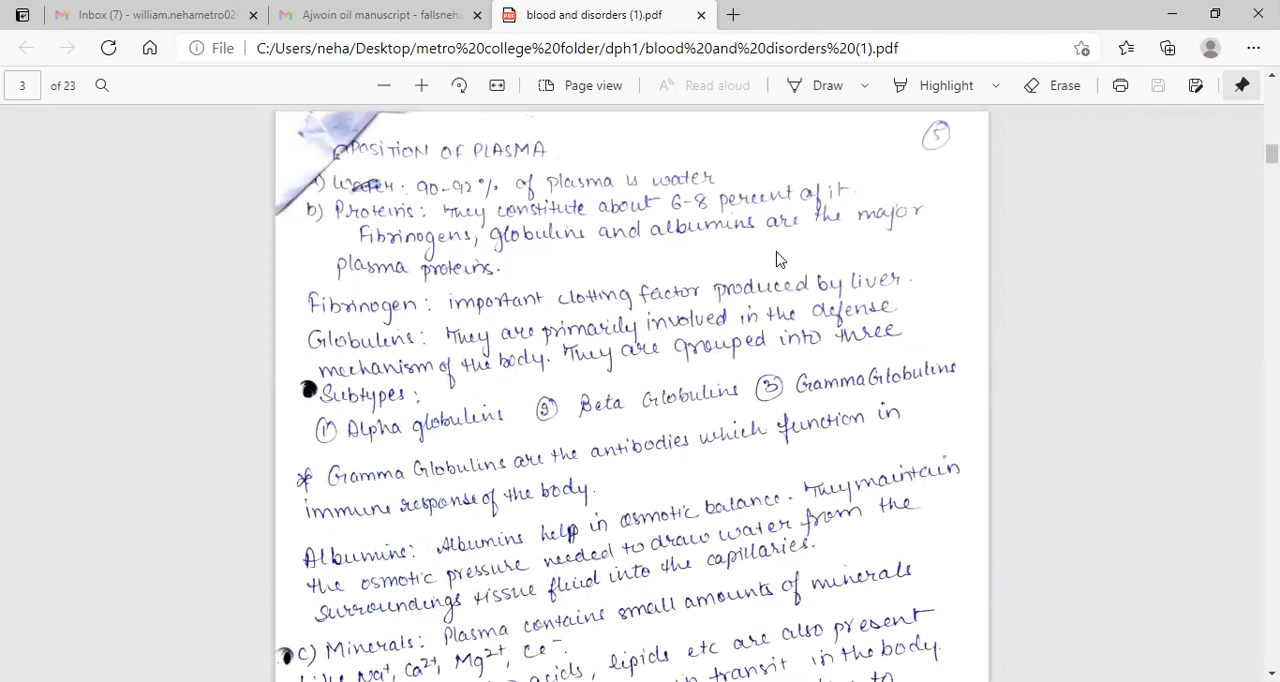 Inbox (7) - william.nehametro02
Ajwoin oil manuscript - fallsneha
blood and disorders (1).pdf
File
C:/Users/neha/Desktop/metro%20college%20folder/dph1/blood%20and%20disorders%20(1).pdf
3 of 23
Page view
Read aloud
Draw
Highlight
Erase
5
POSITION OF PLASMA
a) Water: 90-92% of plasma is water
b) Proteins: They constitute about 6-8 percent of it.
Fibrinogens, globulins and albumins are the major
plasma proteins.
Fibrinogen: important clotting factor produced by liver.
Globulins: They are primarily involved in the defense
mechanism of the body. They are grouped into three
Subtypes:
① Alpha globulins ② Beta Globulins ③ Gamma Globulins
* Gamma Globulins are the antibodies which function in
immune response of the body.
Albumins: Albumins help in osmotic balance. They maintain
the osmotic pressure needed to draw water from the
surroundings tissue fluid into the capillaries.
c) Minerals: Plasma contains small amounts of minerals
like Na⁺, Ca²⁺, Mg²⁺,
acids, lipids etc are also present
in transit in the body.
to